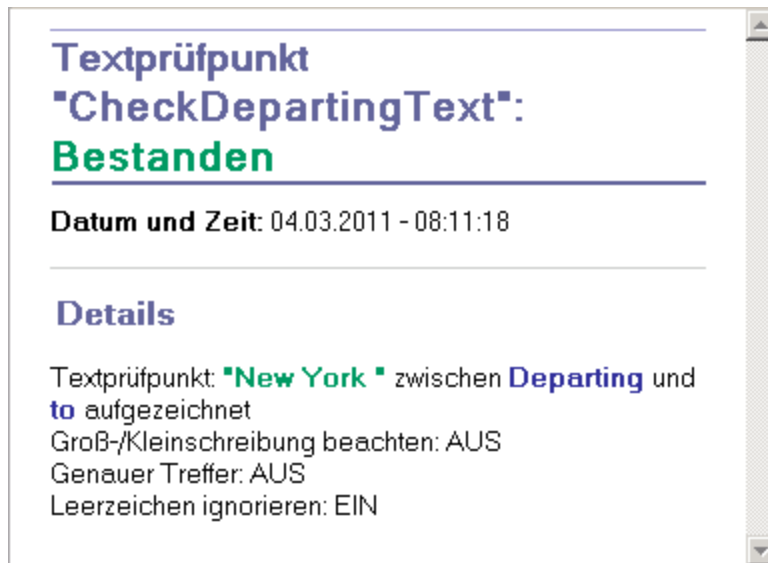 Textprüfpunkt
"CheckDepartingText":
Bestanden
Datum und Zeit: 04.03.2011 - 08:11:18
Details
Textprüfpunkt: "New York " zwischen Departing und
to aufgezeichnet
Groß-/Kleinschreibung beachten: AUS
Genauer Treffer: AUS
Leerzeichen ignorieren: EIN